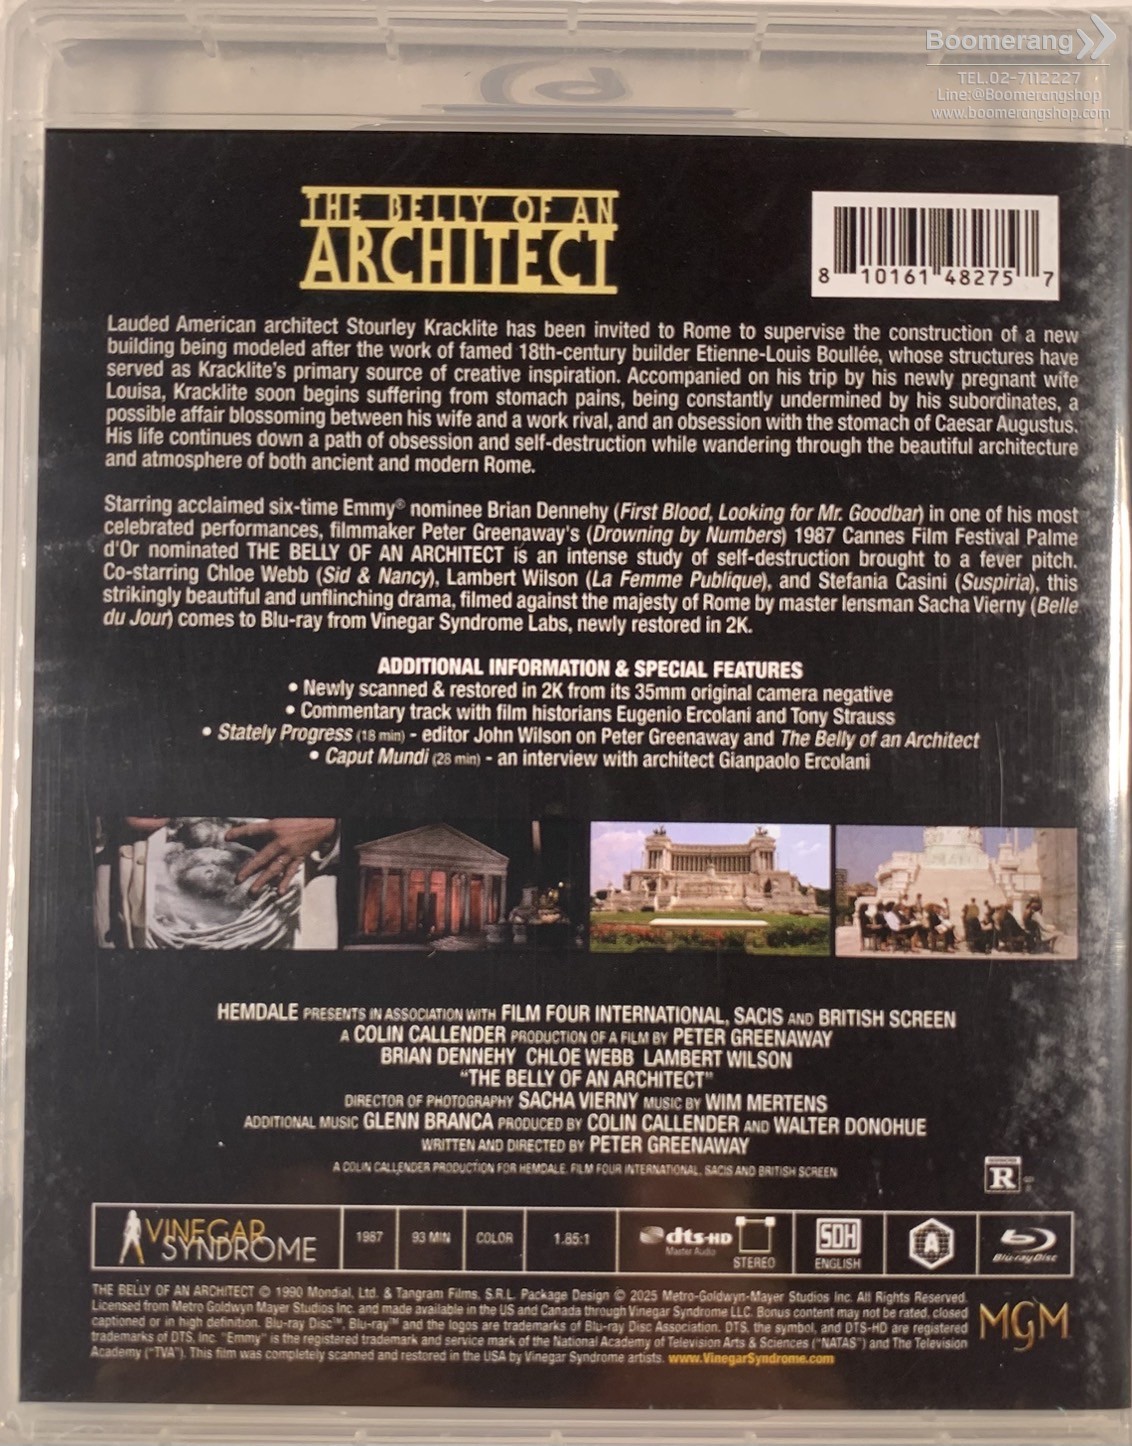 Boomerang
TEL.02-7112227
Line:@Boomerangshop
www.boomerangshop.com
THE BELLY OF AN
ARCHITECT
8 10161 48275 7
Lauded American architect Stourley Kracklite has been invited to Rome to supervise the construction of a new
building being modeled after the work of famed 18th-century builder Etienne-Louis Boullée, whose structures have
served as Kracklite's primary source of creative inspiration. Accompanied on his trip by his newly pregnant wife
Louisa, Kracklite soon begins suffering from stomach pains, being constantly undermined by his subordinates, a
possible affair blossoming between his wife and a work rival, and an obsession with the stomach of Caesar Augustus.
His life continues down a path of obsession and self-destruction while wandering through the beautiful architecture
and atmosphere of both ancient and modern Rome.
Starring acclaimed six-time Emmy® nominee Brian Dennehy (First Blood, Looking for Mr. Goodbar) in one of his most
celebrated performances, filmmaker Peter Greenaway's (Drowning by Numbers) 1987 Cannes Film Festival Palme
d'Or nominated THE BELLY OF AN ARCHITECT is an intense study of self-destruction brought to a fever pitch.
Co-starring Chloe Webb (Sid & Nancy), Lambert Wilson (La Femme Publique), and Stefania Casini (Suspiria), this
strikingly beautiful and unflinching drama, filmed against the majesty of Rome by master lensman Sacha Vierny (Belle
du Jour) comes to Blu-ray from Vinegar Syndrome Labs, newly restored in 2K.
ADDITIONAL INFORMATION & SPECIAL FEATURES
• Newly scanned & restored in 2K from its 35mm original camera negative
• Commentary track with film historians Eugenio Ercolani and Tony Strauss
• Stately Progress (18 min) - editor John Wilson on Peter Greenaway and The Belly of an Architect
• Caput Mundi (28 min) - an interview with architect Gianpaolo Ercolani
HEMDALE PRESENTS IN ASSOCIATION WITH FILM FOUR INTERNATIONAL, SACIS AND BRITISH SCREEN
A COLIN CALLENDER PRODUCTION OF A FILM BY PETER GREENAWAY
BRIAN DENNEHY CHLOE WEBB LAMBERT WILSON
"THE BELLY OF AN ARCHITECT"
DIRECTOR OF PHOTOGRAPHY SACHA VIERNY MUSIC BY WIM MERTENS
ADDITIONAL MUSIC GLENN BRANCA PRODUCED BY COLIN CALLENDER AND WALTER DONOHUE
WRITTEN AND DIRECTED BY PETER GREENAWAY
A COLIN CALLENDER PRODUCTION FOR HEMDALE, FILM FOUR INTERNATIONAL, SACIS AND BRITISH SCREEN
R
VINEGAR
SYNDROME
1987
93 MIN
COLOR
1.85:1
dts-HD
Master Audio
STEREO
SDH
ENGLISH
A
Blu-ray Disc
THE BELLY OF AN ARCHITECT © 1990 Mondial, Ltd. & Tangram Films, S.R.L. Package Design © 2025 Metro-Goldwyn-Mayer Studios Inc. All Rights Reserved.
Licensed from Metro Goldwyn Mayer Studios Inc. and made available in the US and Canada through Vinegar Syndrome LLC. Bonus content may not be rated, closed
captioned or in high definition. Blu-ray Disc™, Blu-ray™ and the logos are trademarks of Blu-ray Disc Association. DTS, the symbol, and DTS-HD are registered
trademarks of DTS, Inc. "Emmy" is the registered trademark and service mark of the National Academy of Television Arts & Sciences ("NATAS") and The Television
Academy ("TVA"). This film was completely scanned and restored in the USA by Vinegar Syndrome artists. www.VinegarSyndrome.com
MGM